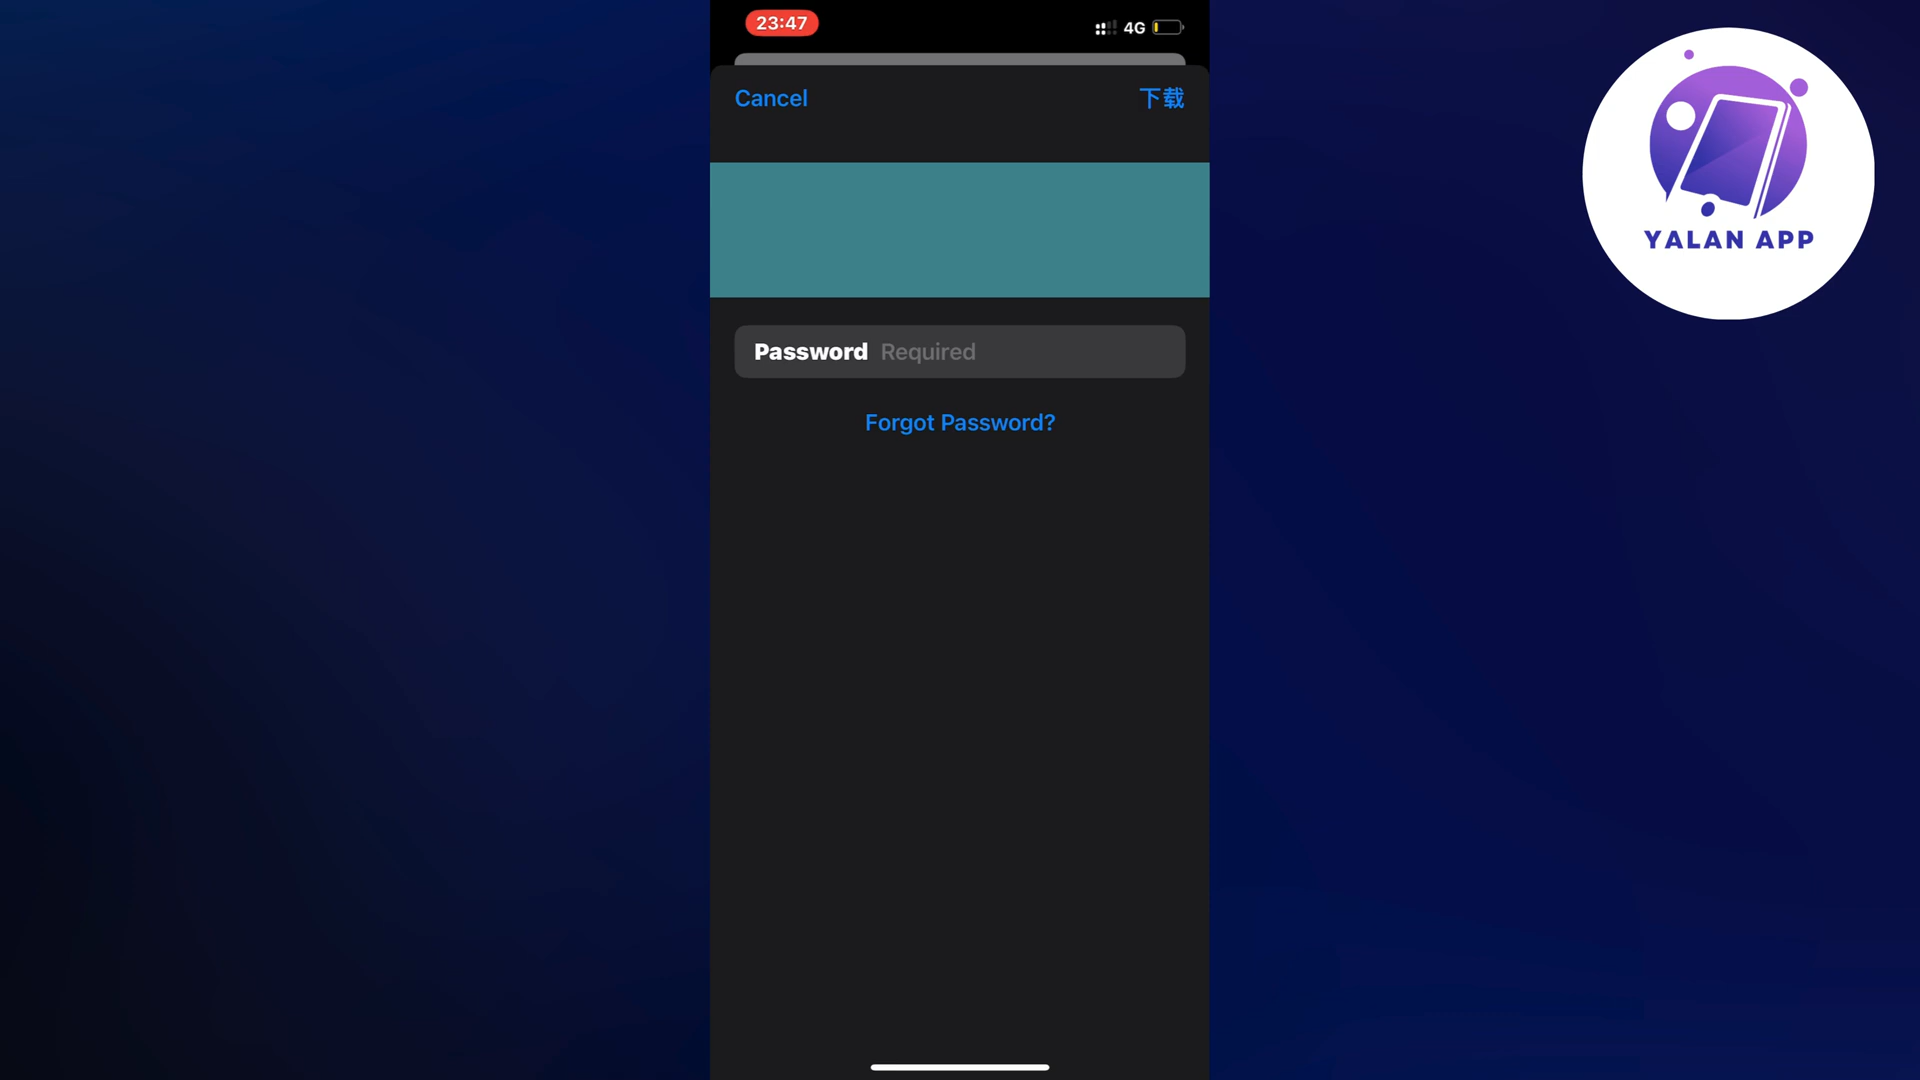 23:47
4G
Cancel
下载
Password Required
Forgot Password?
YALAN APP